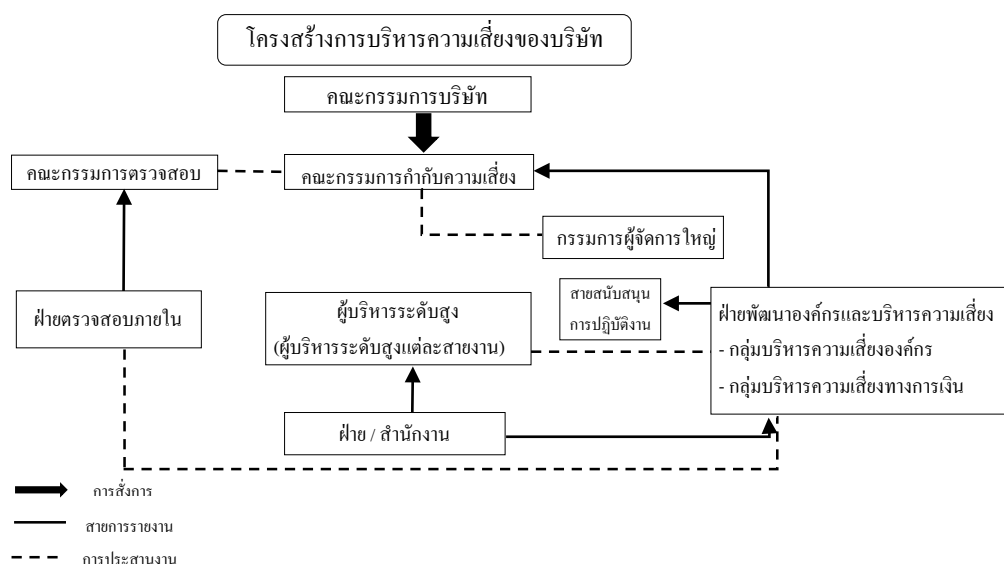 โครงสร้างการบริหารความเสี่ยงของบริษัท
คณะกรรมการบริษัท
คณะกรรมการตรวจสอบ
คณะกรรมการกำกับความเสี่ยง
กรรมการผู้จัดการใหญ่
ฝ่ายตรวจสอบภายใน
ผู้บริหารระดับสูง
(ผู้บริหารระดับสูงแต่ละสายงาน)
สายสนับสนุน
การปฏิบัติงาน
ฝ่ายพัฒนาองค์กรและบริหารความเสี่ยง
- กลุ่มบริหารความเสี่ยงองค์กร
- กลุ่มบริหารความเสี่ยงทางการเงิน
ฝ่าย / สำนักงาน
การสั่งการ
สายการรายงาน
การประสานงาน